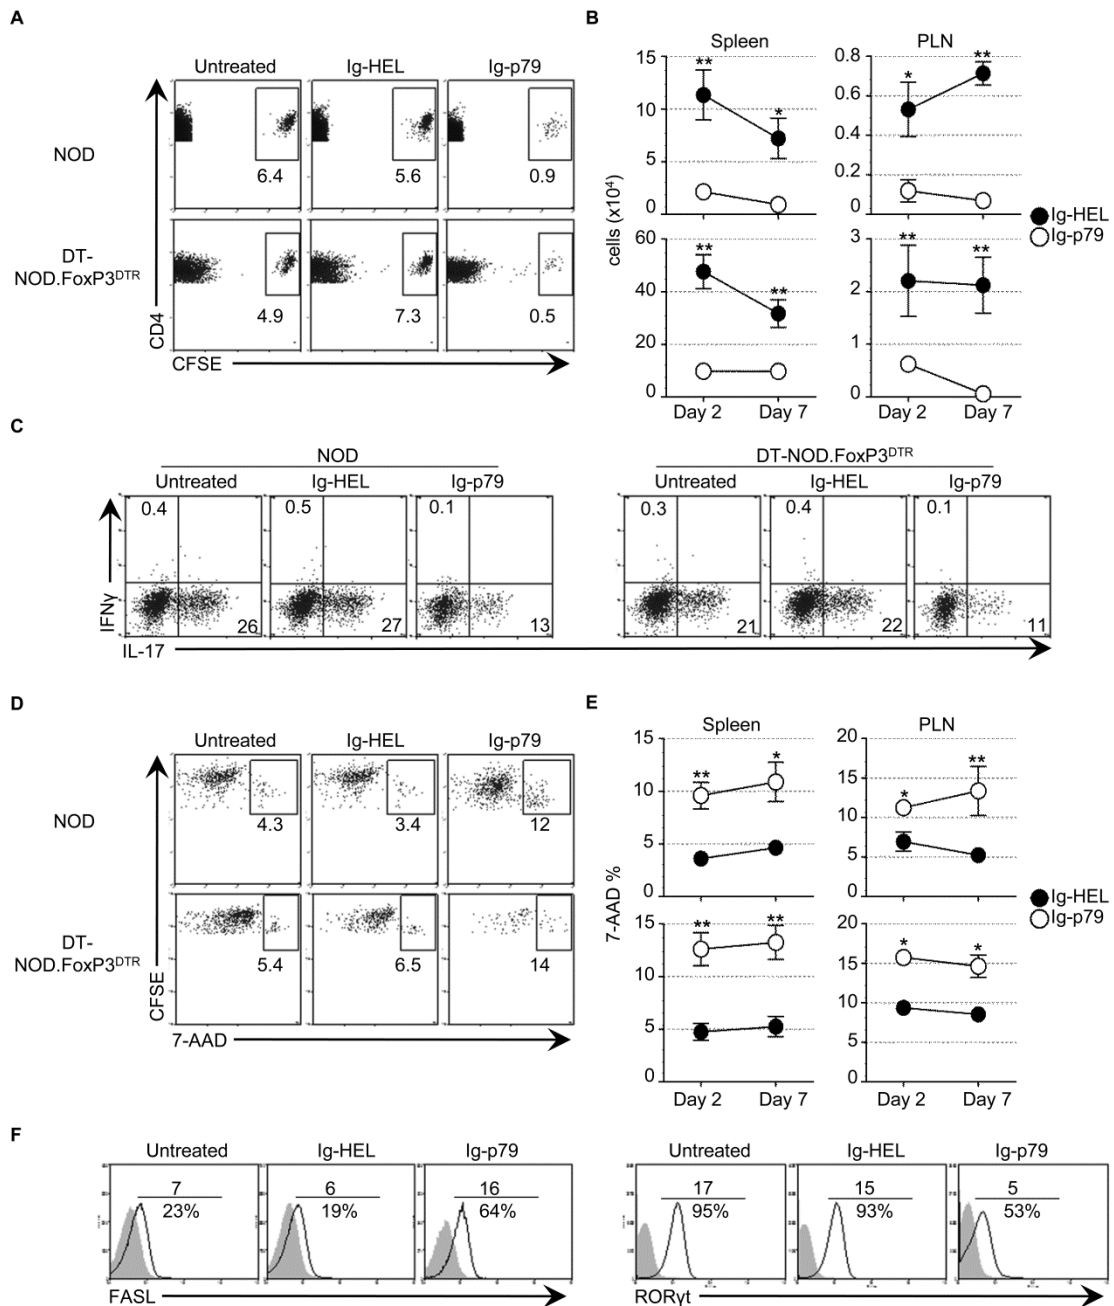 A
Untreated Ig-HEL Ig-p79
NOD
6.4 5.6 0.9
DT-
NOD.FoxP3DTR
4.9 7.3 0.5
CD4
CFSE
B
Spleen PLN
15 0.8
10 0.6
0.4
5 0.2
0 0
** * * **
60 3
40 2
20 1
0 0
** ** ** **
cells (x10⁴)
Day 2 Day 7 Day 2 Day 7
Ig-HEL
Ig-p79
C
NOD DT-NOD.FoxP3DTR
Untreated Ig-HEL Ig-p79 Untreated Ig-HEL Ig-p79
0.4 0.5 0.1 0.3 0.4 0.1
26 27 13 21 22 11
IFNγ
IL-17
D
Untreated Ig-HEL Ig-p79
NOD
4.3 3.4 12
DT-
NOD.FoxP3DTR
5.4 6.5 14
CFSE
7-AAD
E
Spleen PLN
15 20
10 15
10
5 5
0 0
** * * **
15 20
10 15
10
5 5
0 0
** ** * *
7-AAD %
Day 2 Day 7 Day 2 Day 7
Ig-HEL
Ig-p79
F
Untreated Ig-HEL Ig-p79 Untreated Ig-HEL Ig-p79
7 6 16 17 15 5
23% 19% 64% 95% 93% 53%
FASL RORγt